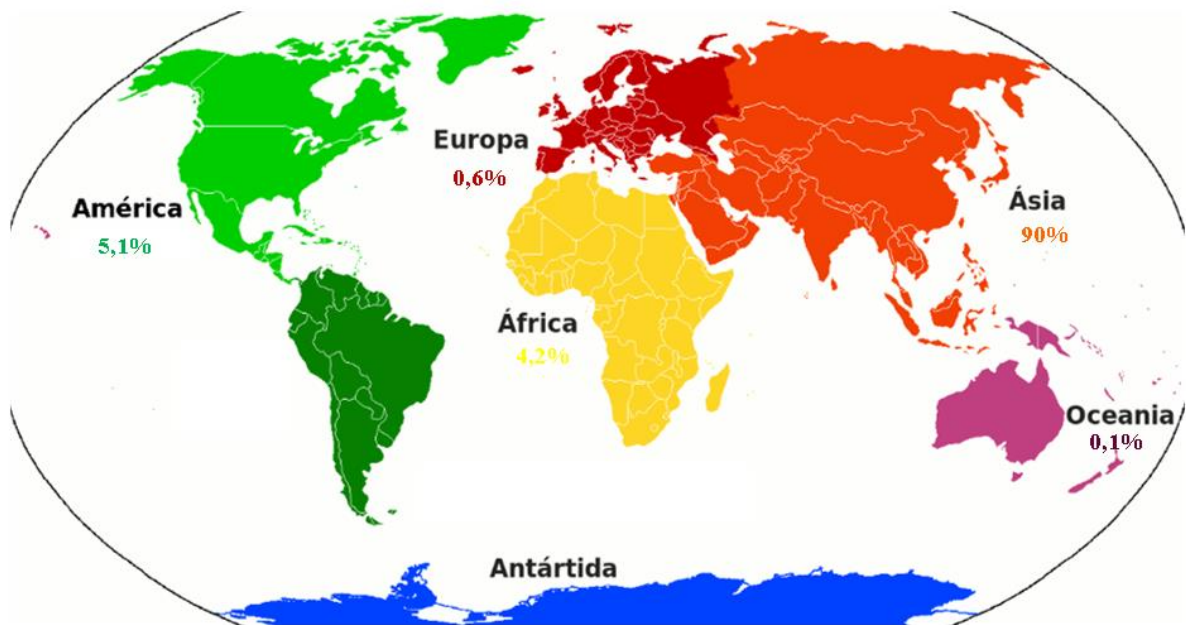 Europa
0,6%
América
5,1%
Ásia
90%
África
4,2%
Oceania
0,1%
Antártida